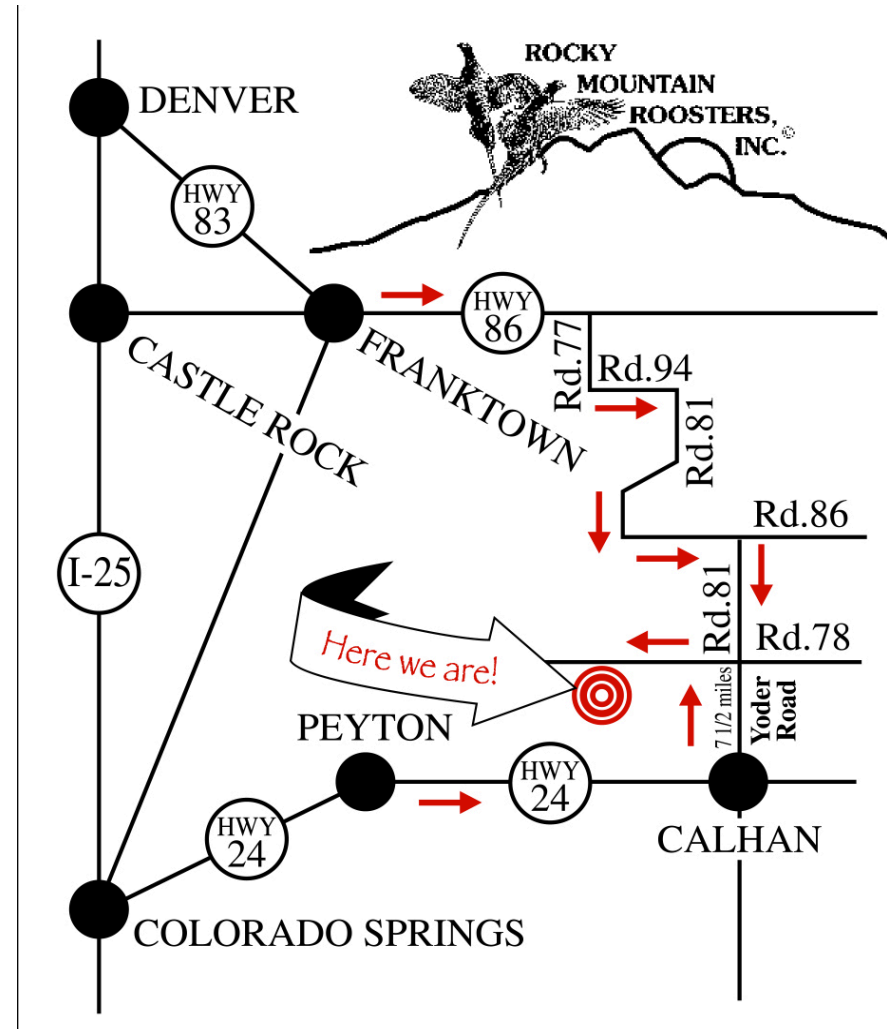 ROCKY
MOUNTAIN
ROOSTERS,
INC.©
DENVER
HWY
83
HWY
86
CASTLE ROCK
FRANKTOWN
Rd.77
Rd.94
Rd.81
Rd.86
I-25
Rd.81
Rd.78
Here we are!
7 1/2 miles
Yoder
Road
PEYTON
HWY
24
HWY
24
CALHAN
COLORADO SPRINGS